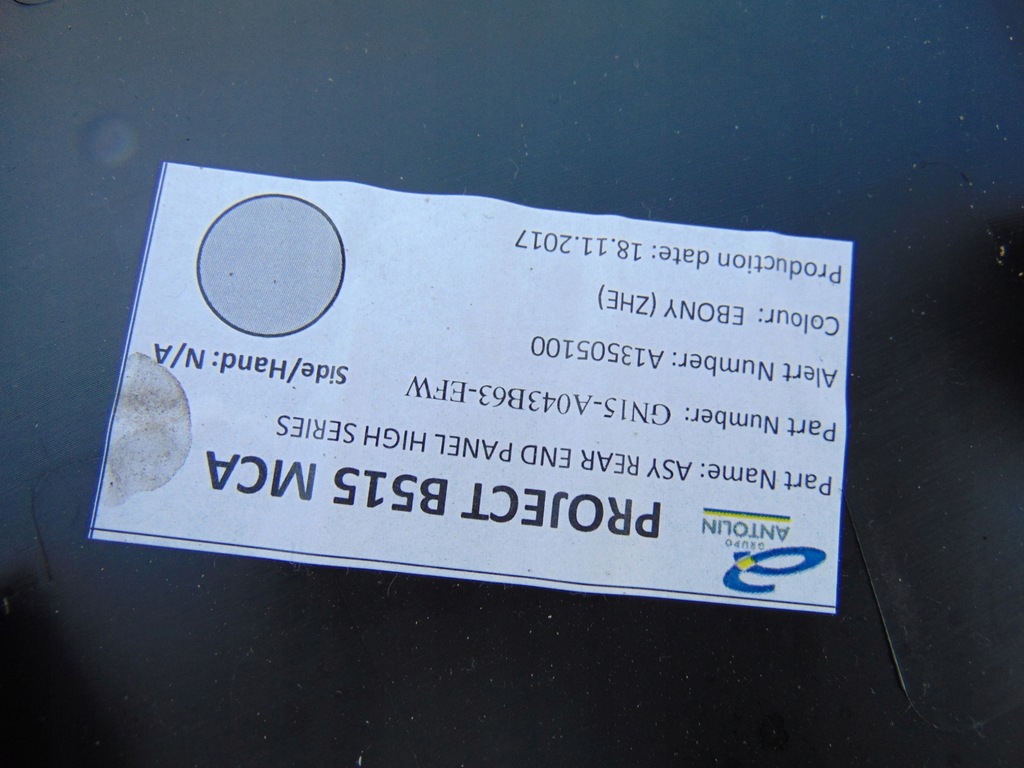 GRUPO
ANTOLIN
PROJECT B515 MCA
Part Name: ASY REAR END PANEL HIGH SERIES
Part Number: GN15-A043B63-EFW
Side/Hand: N/A
Alert Number: A13505100
Colour: EBONY (ZHE)
Production date: 18.11.2017